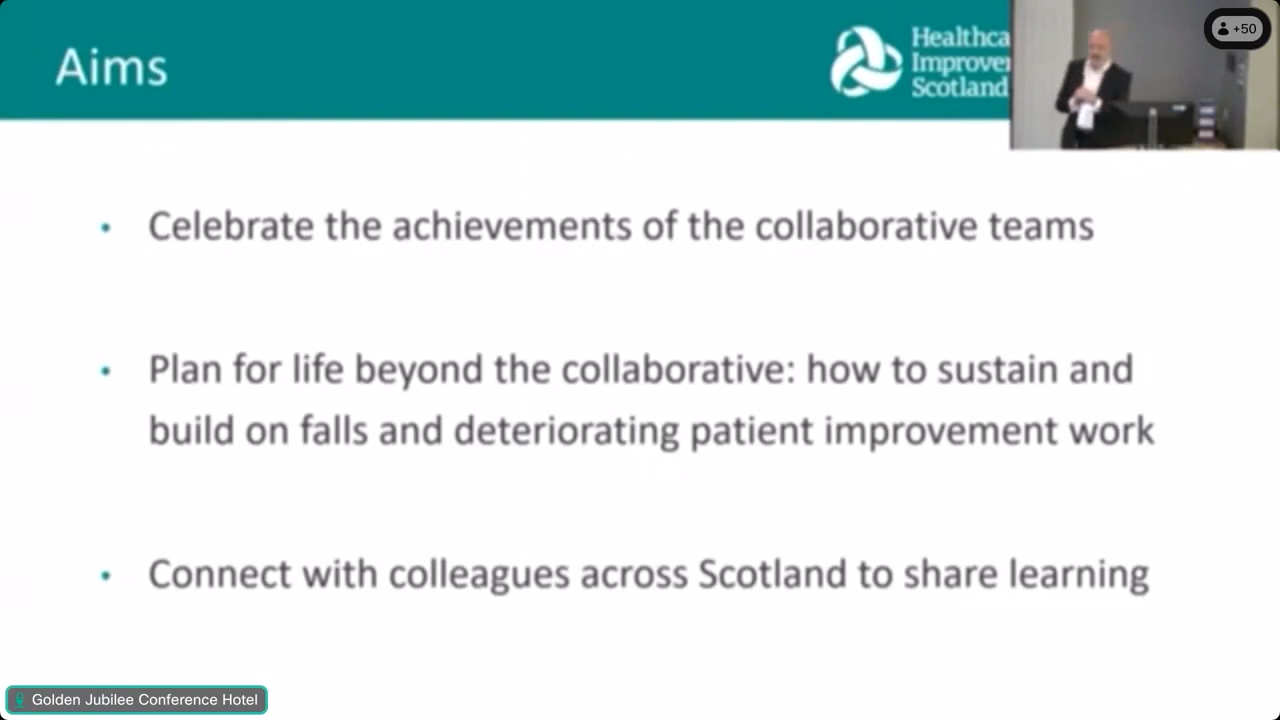 Aims
Healthca
Improve
Scotland
+50
• Celebrate the achievements of the collaborative teams
• Plan for life beyond the collaborative: how to sustain and
build on falls and deteriorating patient improvement work
• Connect with colleagues across Scotland to share learning
Golden Jubilee Conference Hotel